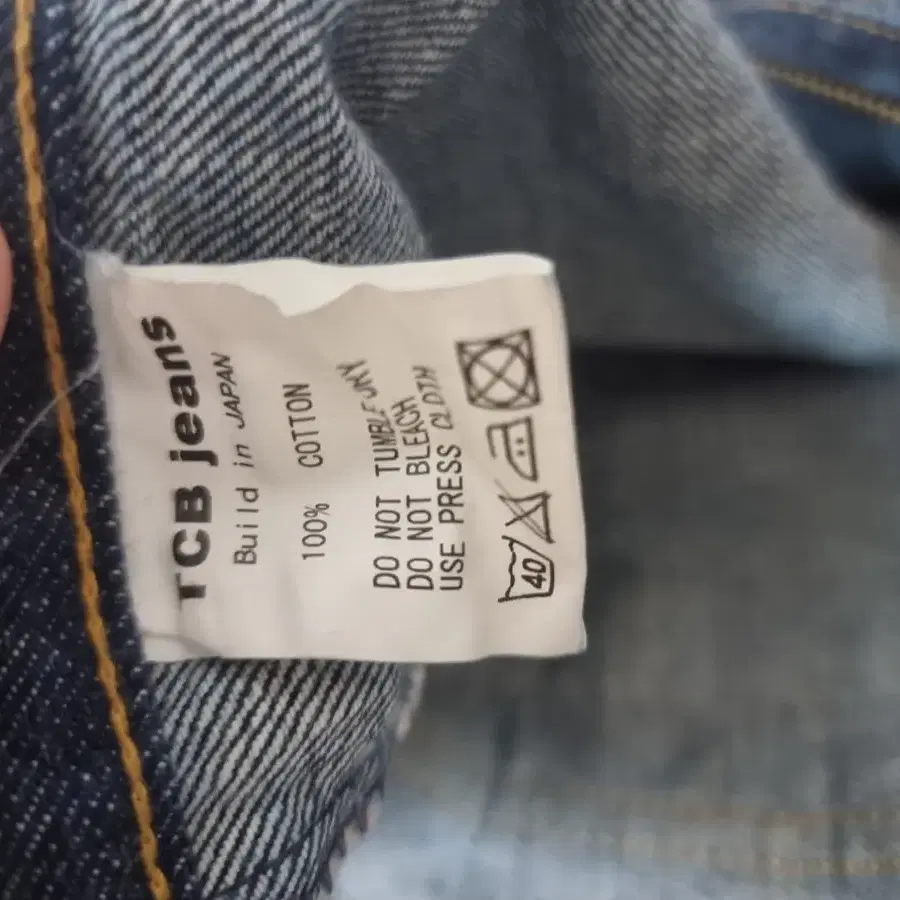 TCB jeans
Build in JAPAN
100% COTTON
DO NOT TUMBLE DRY
DO NOT BLEACH
USE PRESS CLOTH
40